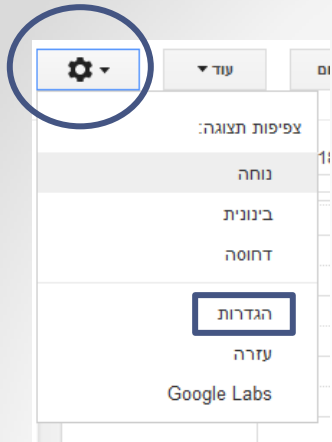 עוד
צפיפות תצוגה:
נוחה
בינונית
דחוסה
הגדרות
עזרה
Google Labs